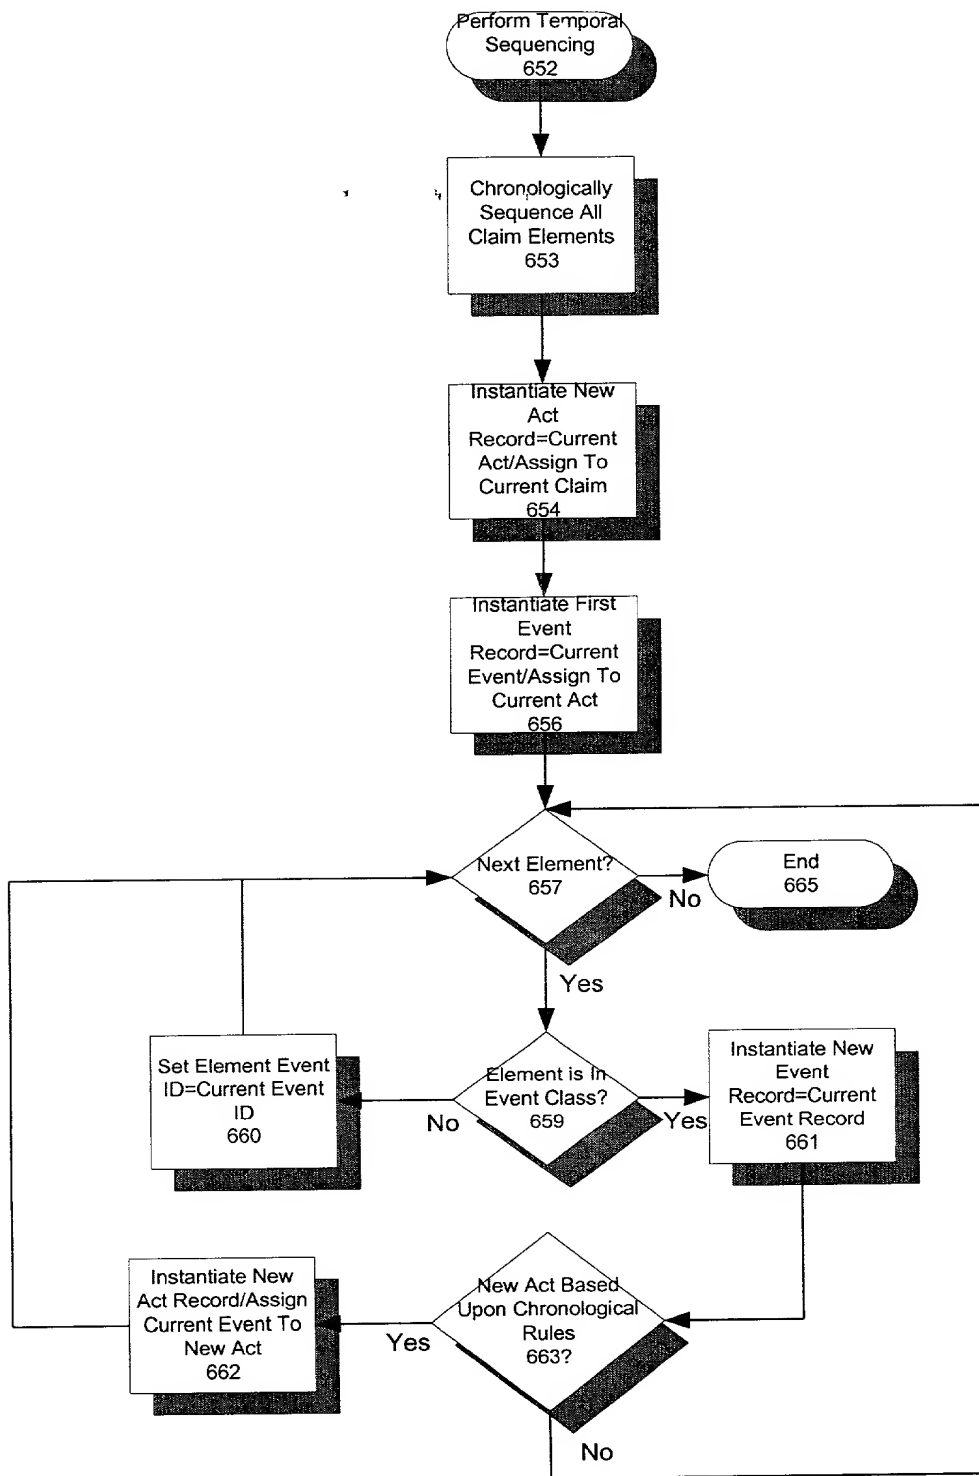 Perform Temporal
Sequencing
652
Chronologically
Sequence All
Claim Elements
653
Instantiate New
Act
Record=Current
Act/Assign To
Current Claim
654
Instantiate First
Event
Record=Current
Event/Assign To
Current Act
656
Next Element?
657
No
End
665
Yes
Set Element Event
ID=Current Event
ID
660
No
Element is In
Event Class?
659
Yes
Instantiate New
Event
Record=Current
Event Record
661
Instantiate New
Act Record/Assign
Current Event To
New Act
662
Yes
New Act Based
Upon Chronological
Rules
663?
No